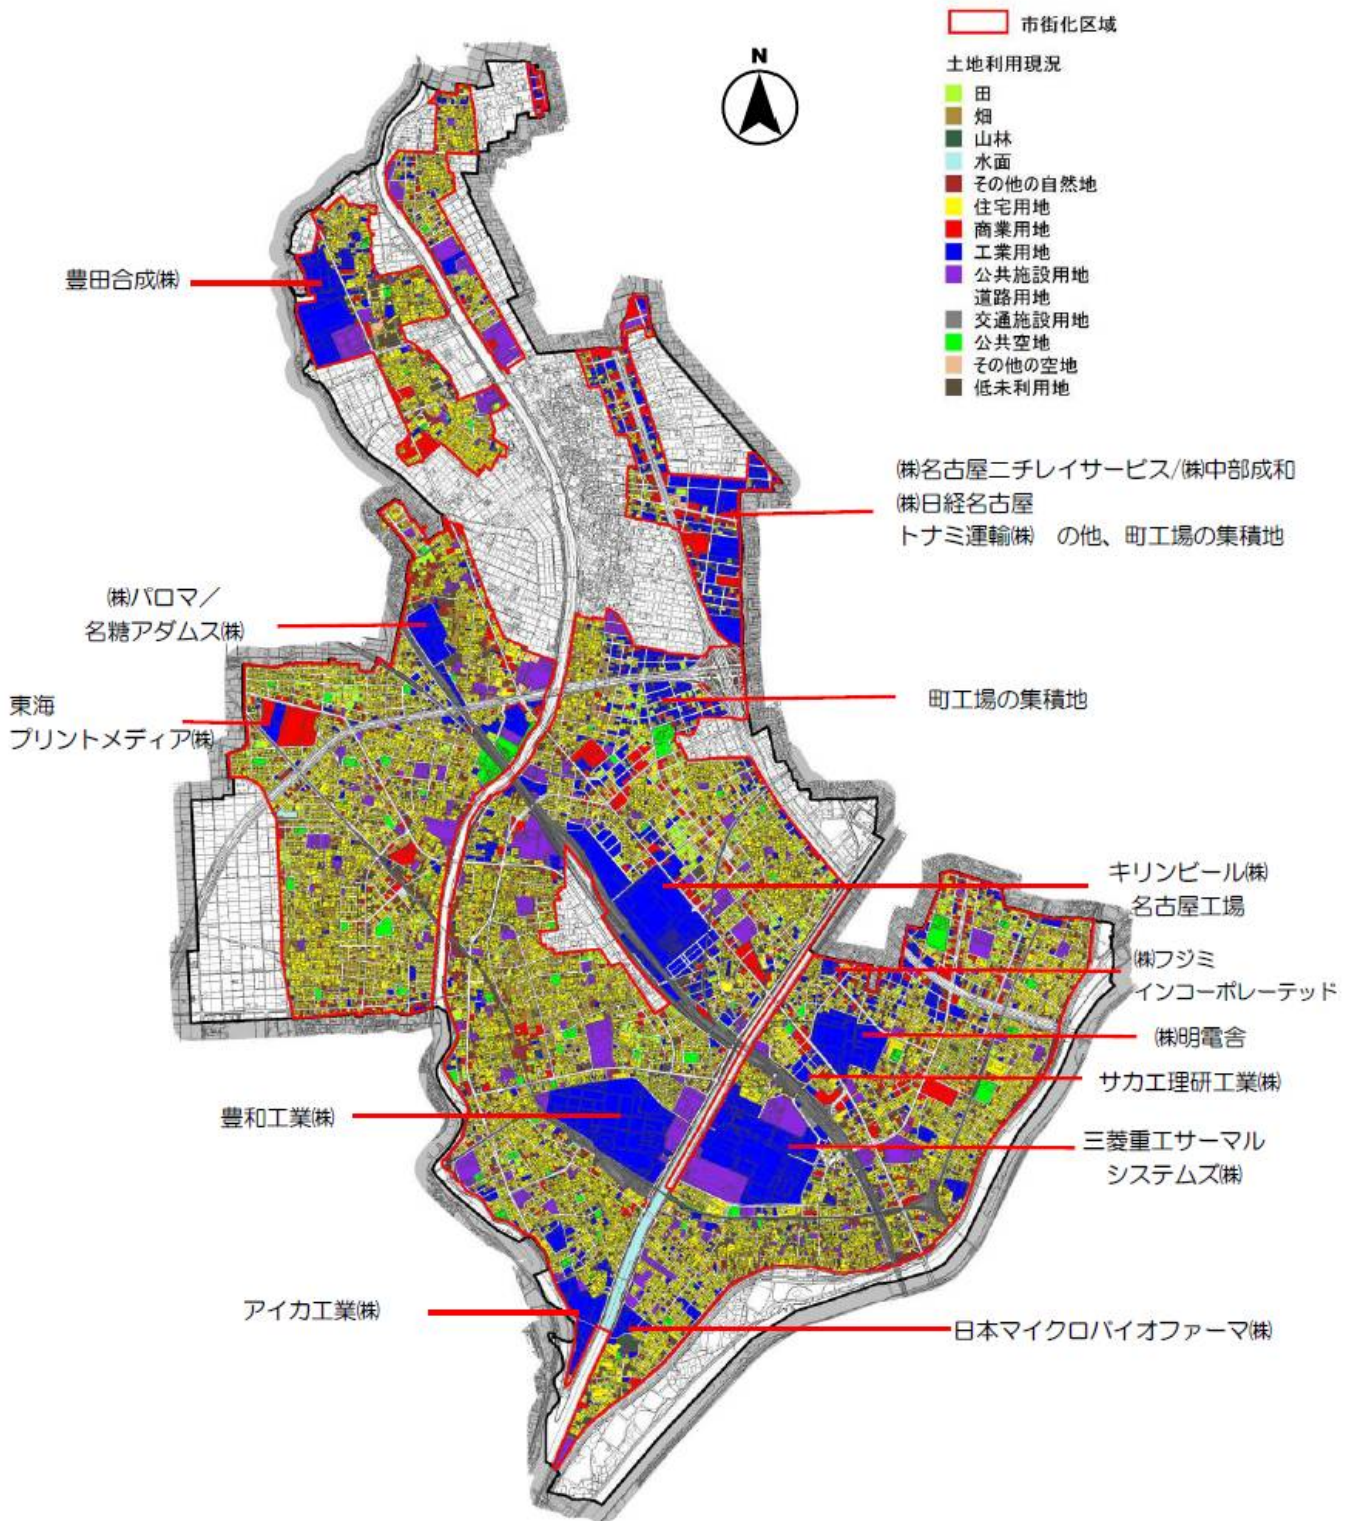 市街化区域
土地利用現況
田
畑
山林
水面
その他の自然地
住宅用地
商業用地
工業用地
公共施設用地
道路用地
交通施設用地
公共空地
その他の空地
低未利用地
N
豊田合成㈱
㈱名古屋ニチレイサービス/㈱中部成和
㈱日経名古屋
トナミ運輸㈱　の他、町工場の集積地
㈱パロマ／
名糖アダムス㈱
東海
プリントメディア㈱
町工場の集積地
キリンビール㈱
名古屋工場
㈱フジミ
インコーポレーテッド
㈱明電舎
サカエ理研工業㈱
豊和工業㈱
三菱重工サーマル
システムズ㈱
アイカ工業㈱
日本マイクロバイオファーマ㈱